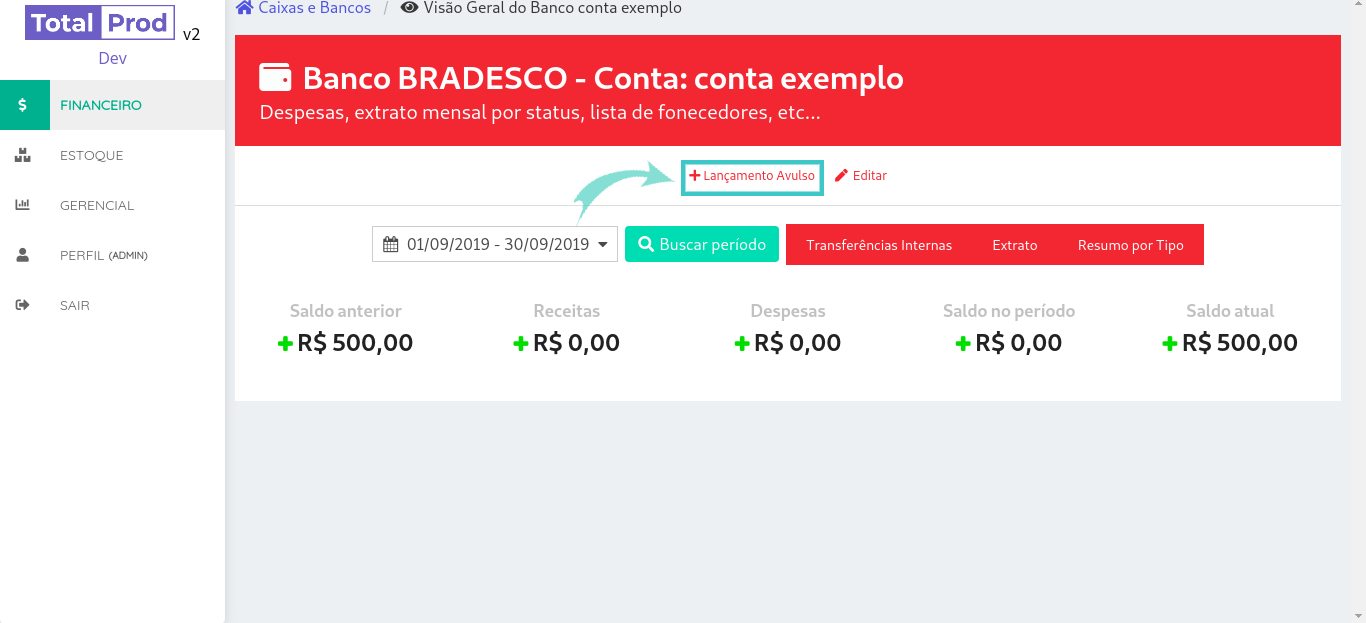 Total Prod v2
Dev
FINANCEIRO
ESTOQUE
GERENCIAL
PERFIL (ADMIN)
SAIR
Caixas e Bancos / Visão Geral do Banco conta exemplo
Banco BRADESCO - Conta: conta exemplo
Despesas, extrato mensal por status, lista de fonecedores, etc...
+ Lançamento Avulso Editar
01/09/2019 - 30/09/2019 Buscar período Transferências Internas Extrato Resumo por Tipo
Saldo anterior Receitas Despesas Saldo no período Saldo atual
+ R$ 500,00 + R$ 0,00 + R$ 0,00 + R$ 0,00 + R$ 500,00